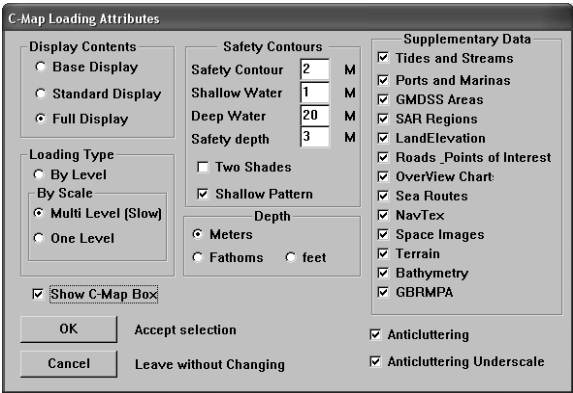 C-Map Loading Attributes
Display Contents
Base Display
Standard Display
Full Display
Loading Type
By Level
By Scale
Multi Level (Slow)
One Level
Show C-Map Box
OK
Accept selection
Cancel
Leave without Changing
Safety Contours
Safety Contour 2 M
Shallow Water 1 M
Deep Water 20 M
Safety depth 3 M
Two Shades
Shallow Pattern
Depth
Meters
Fathoms feet
Supplementary Data
Tides and Streams
Ports and Marinas
GMDSS Areas
SAR Regions
LandElevation
Roads_Points of Interest
OverView Charts
Sea Routes
NavTex
Space Images
Terrain
Bathymetry
GBRMPA
Anticluttering
Anticluttering Underscale